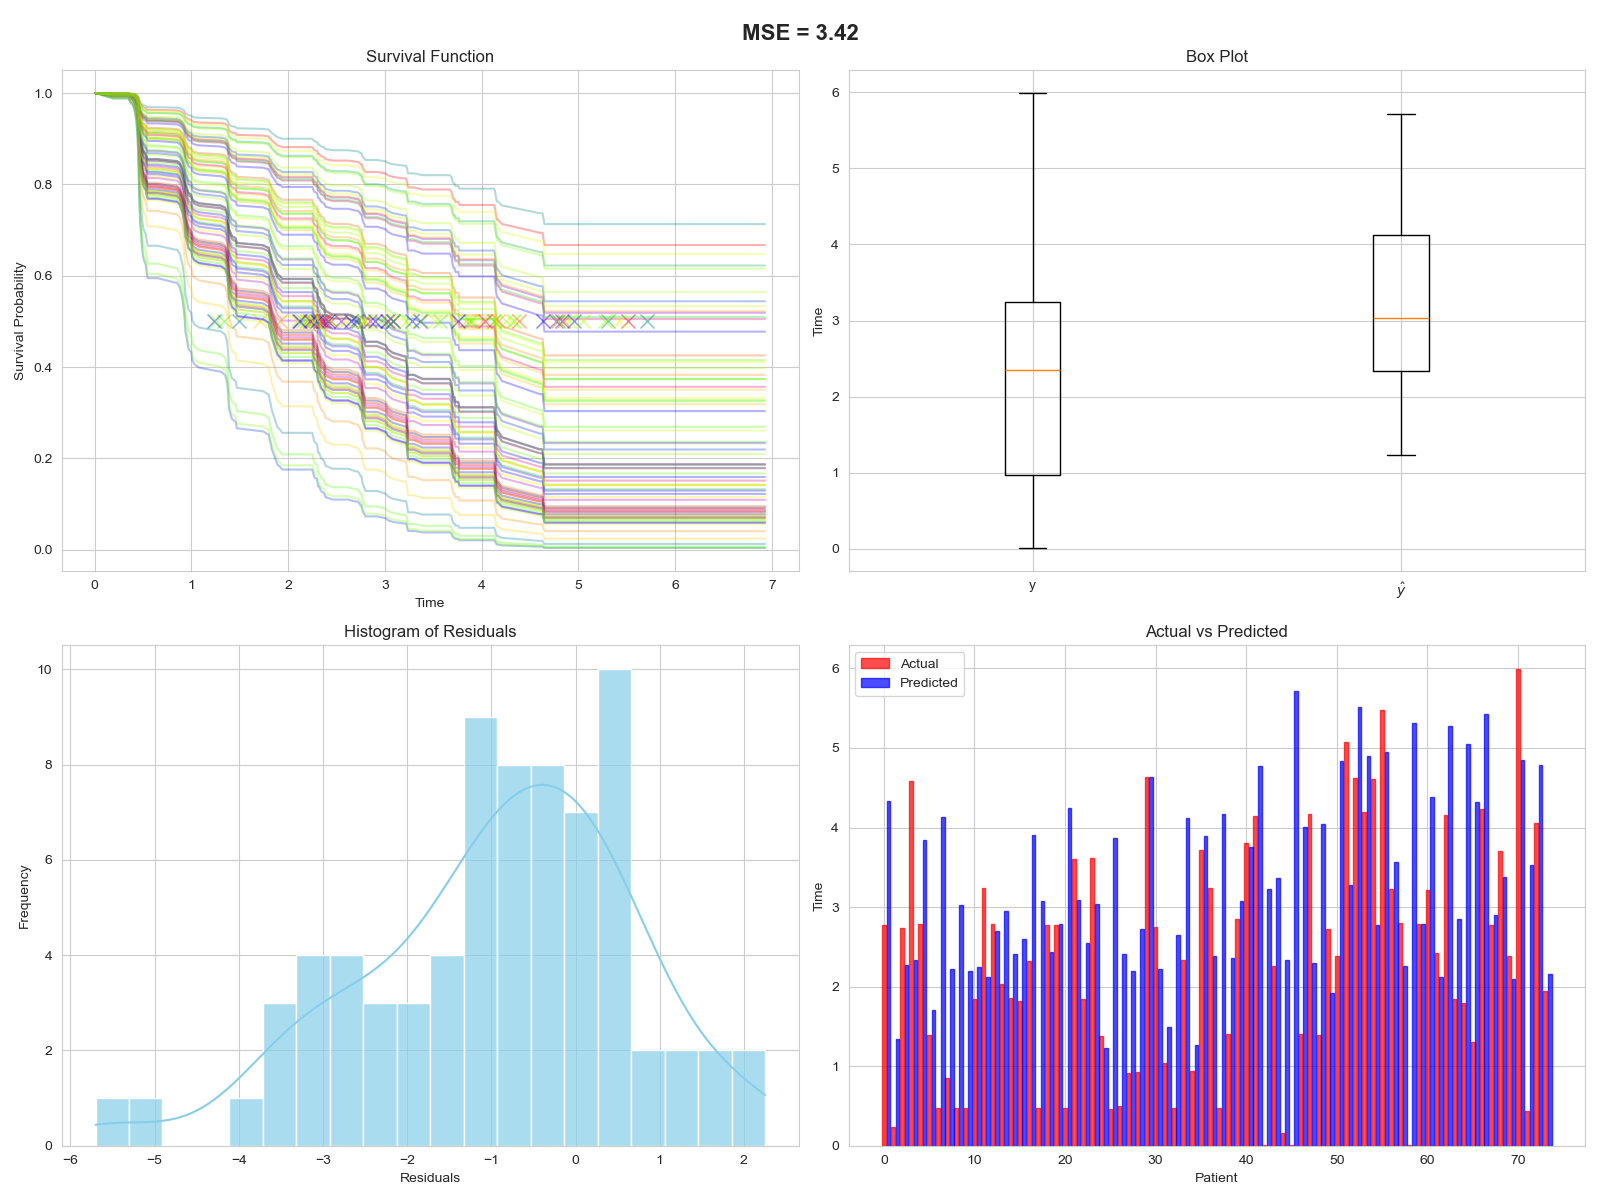 MSE = 3.42
Survival Function
1.0
0.8
0.6
0.4
0.2
0.0
Survival Probability
0 1 2 3 4 5 6 7
Time
Box Plot
6
5
4
3
2
1
0
Time
y
ŷ
Histogram of Residuals
10
8
6
4
2
0
Frequency
−6 −5 −4 −3 −2 −1 0 1 2
Residuals
Actual vs Predicted
Actual
Predicted
6
5
4
3
2
1
0
Time
0 10 20 30 40 50 60 70
Patient